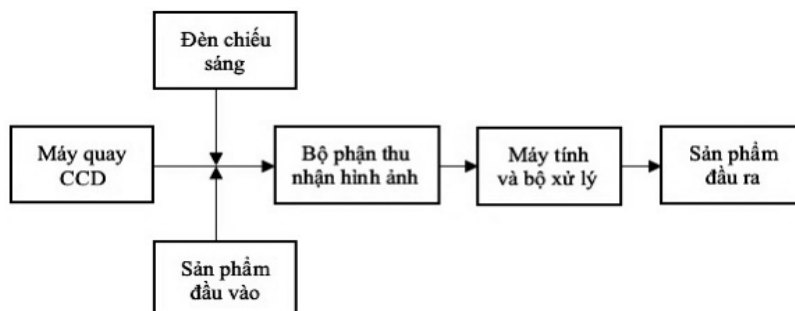 Đèn chiếu
sáng
Máy quay
CCD
Bộ phận thu
nhận hình ảnh
Máy tính
và bộ xử lý
Sản phẩm
đầu ra
Sản phẩm
đầu vào